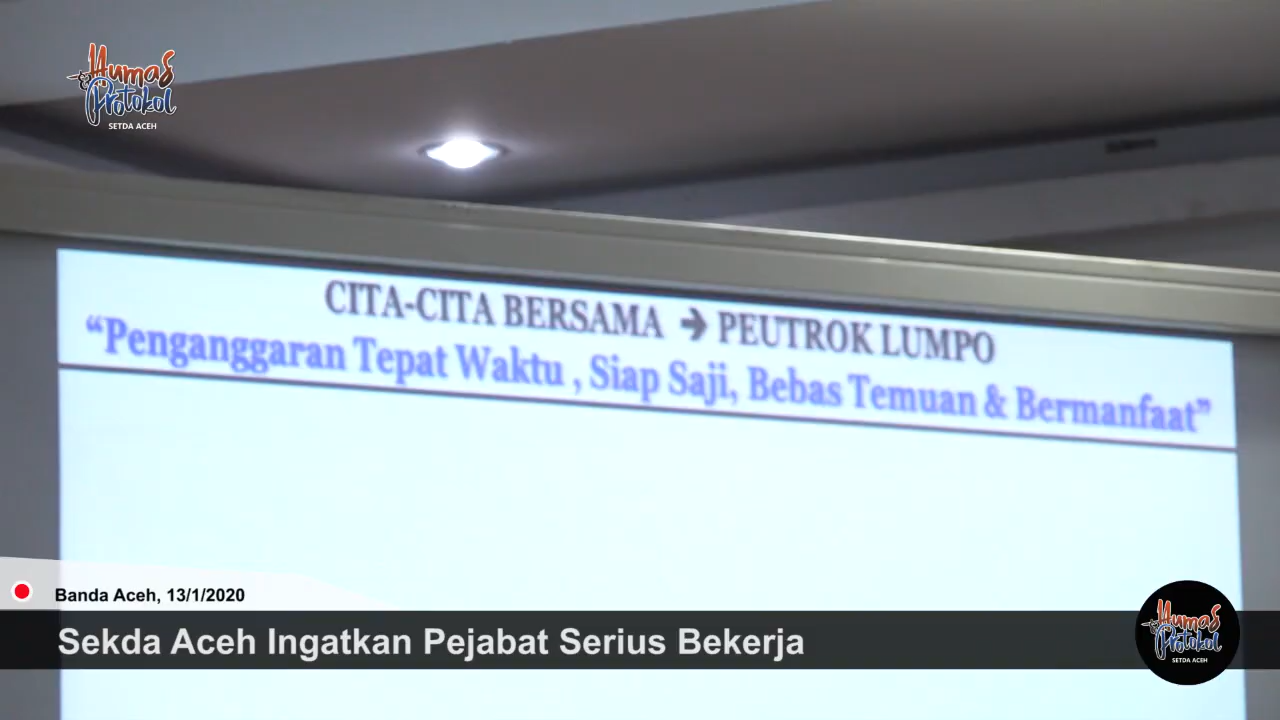 Humas
& Protokol
SETDA ACEH
CITA-CITA BERSAMA ➔ PEUTROK LUMPO
“Penganggaran Tepat Waktu , Siap Saji, Bebas Temuan & Bermanfaat”
Banda Aceh, 13/1/2020
Sekda Aceh Ingatkan Pejabat Serius Bekerja
Humas
& Protokol
SETDA ACEH